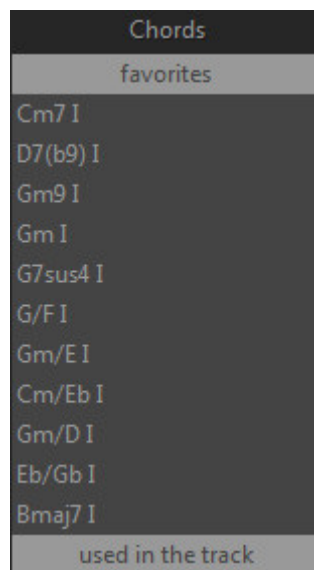 Chords
favorites
Cm7 I
D7(b9) I
Gm9 I
Gm I
G7sus4 I
G/F I
Gm/E I
Cm/Eb I
Gm/D I
Eb/Gb I
Bmaj7 I
used in the track